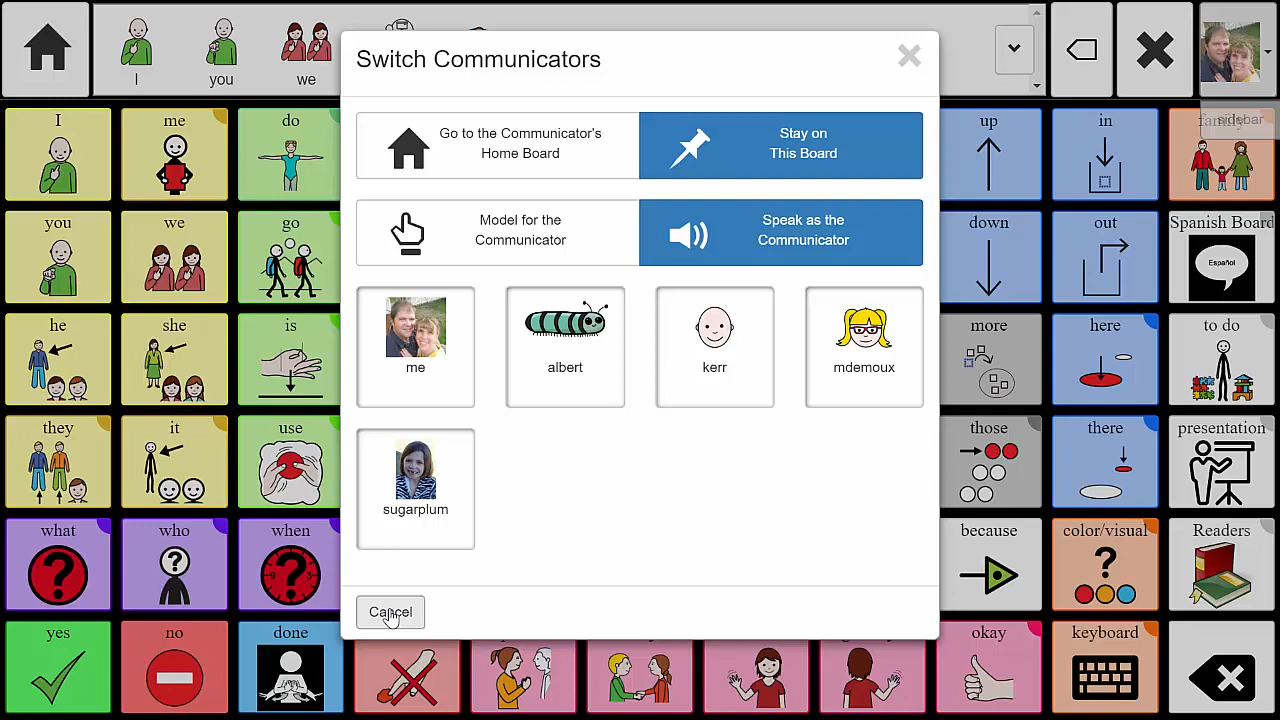 I
you
we
Switch Communicators
Go to the Communicator's
Home Board
Stay on
This Board
Model for the
Communicator
Speak as the
Communicator
me
albert
kerr
mdemoux
sugarplum
Cancel
sidebar
I
me
do
up
in
family
you
we
go
down
out
Spanish Board
Español
he
she
is
more
here
to do
they
it
use
those
there
presentation
what
who
when
because
color/visual
Readers
yes
no
done
okay
keyboard